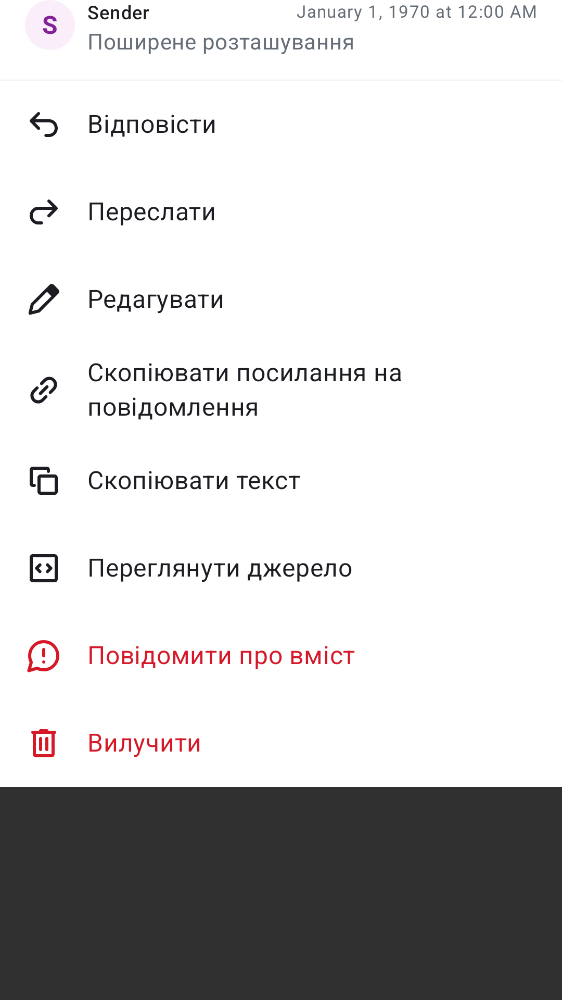 S
Sender
January 1, 1970 at 12:00 AM
Поширене розташування
Відповісти
Переслати
Редагувати
Скопіювати посилання на
повідомлення
Скопіювати текст
Переглянути джерело
Повідомити про вміст
Вилучити